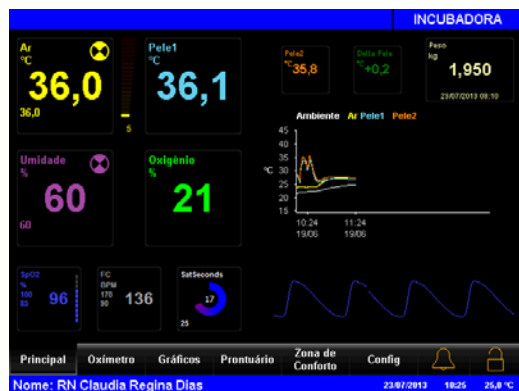 INCUBADORA
Ar
°C
36,0
36,0
5
Pele1
°C
36,1
Pele2
°C
35,8
Delta Pele
°C
+0,2
Peso
kg
1,950
23/07/2013 08:10
Umidade
%
60
60
Oxigênio
%
21
Ambiente Ar Pele1 Pele2
°C
45
40
35
30
25
20
15
10:24 11:24
19/06 19/06
SpO2
%
100
85
96
FC
BPM
170
90
136
SatSeconds
17
25
Principal Oxímetro Gráficos Prontuário Zona de Conforto Config
Nome: RN Claudia Regina Dias 23/07/2013 10:25 25,0 °C